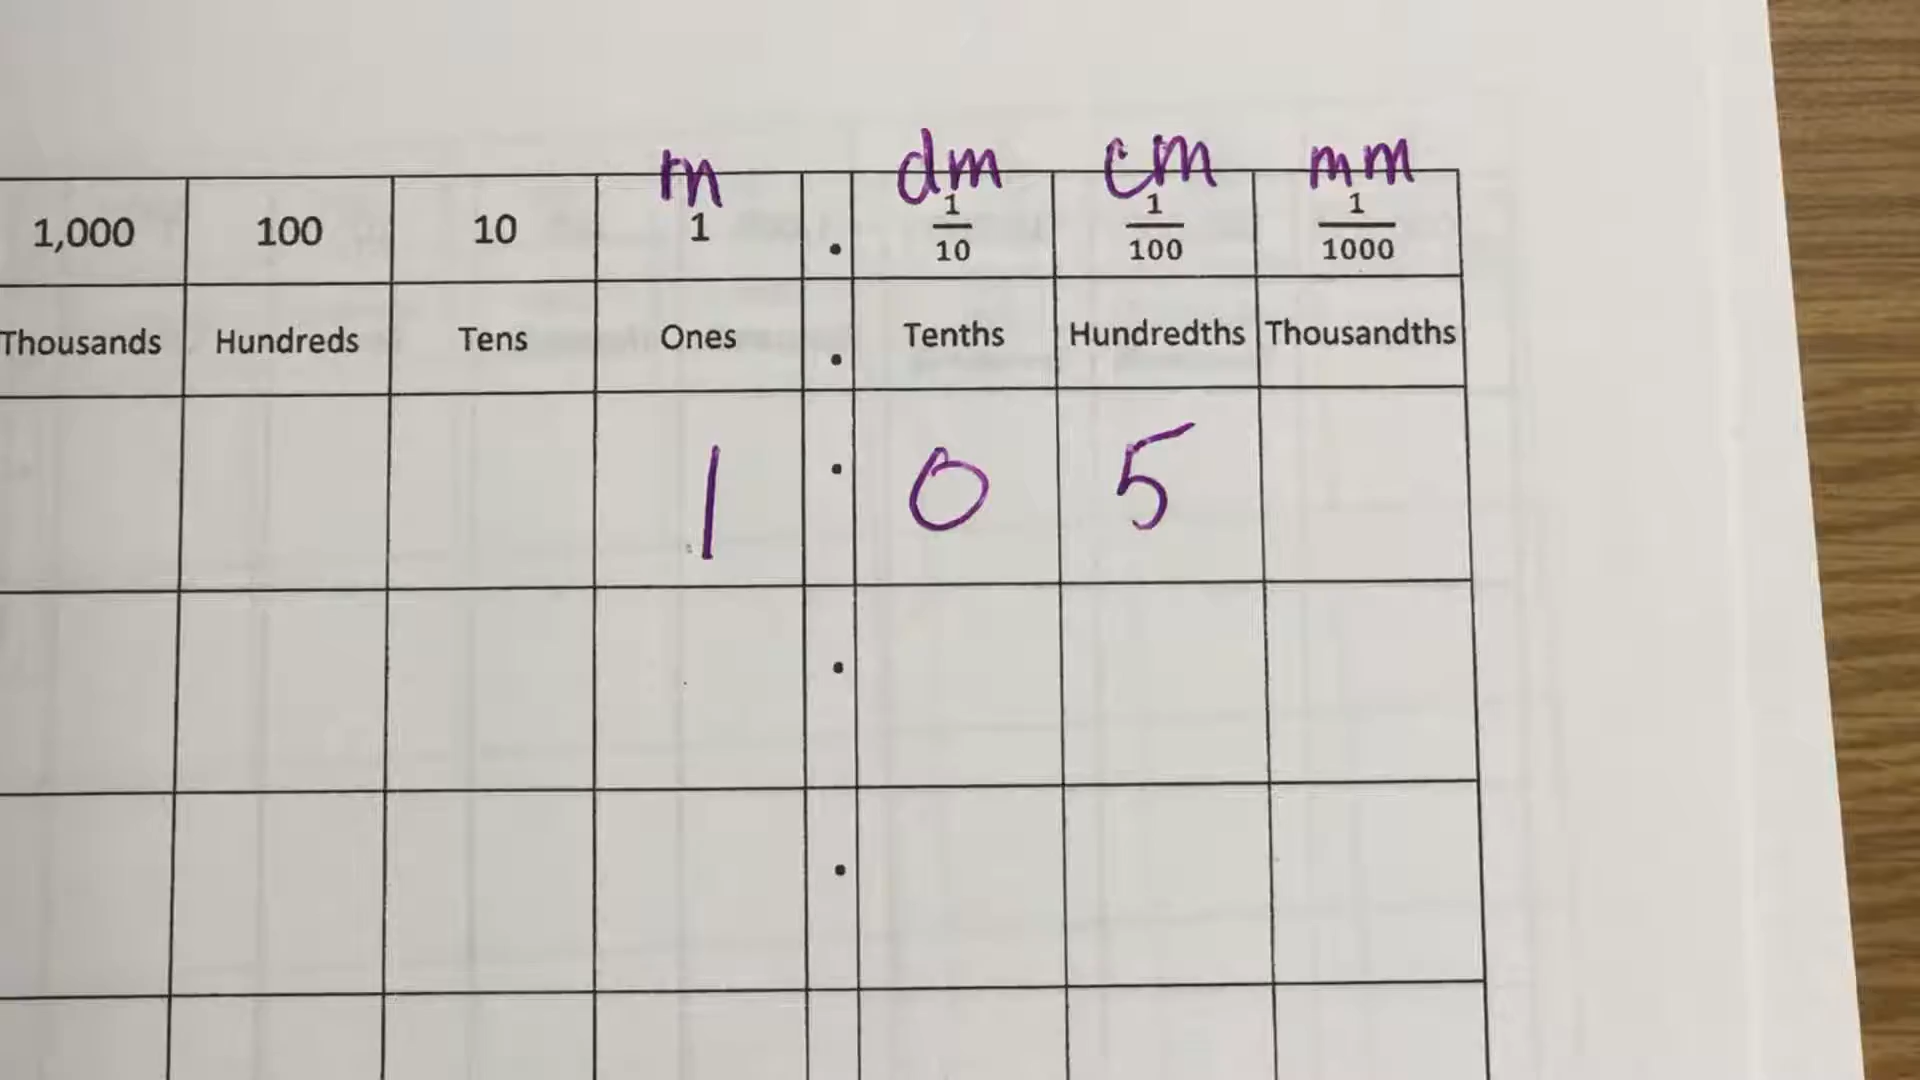 m dm cm mm
1,000 100 10 1 . 1/10 1/100 1/1000
Thousands Hundreds Tens Ones . Tenths Hundredths Thousandths
1 . 0 5
.
.